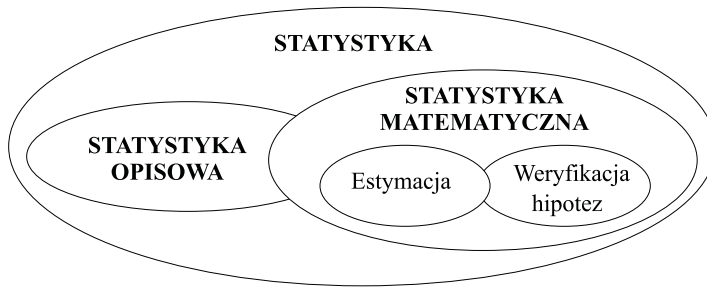 STATYSTYKA
STATYSTYKA
MATEMATYCZNA
STATYSTYKA
OPISOWA
Estymacja
Weryfikacja
hipotez